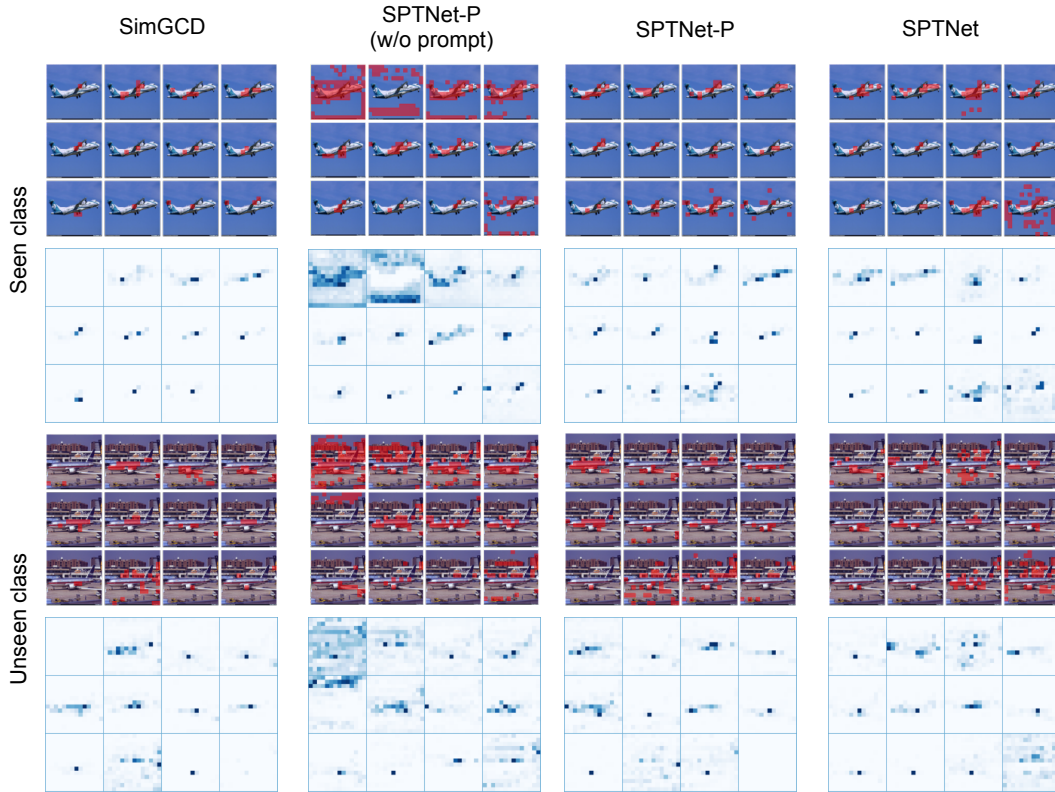 SimGCD
SPTNet-P
(w/o prompt)
SPTNet-P
SPTNet
Seen class
Unseen class